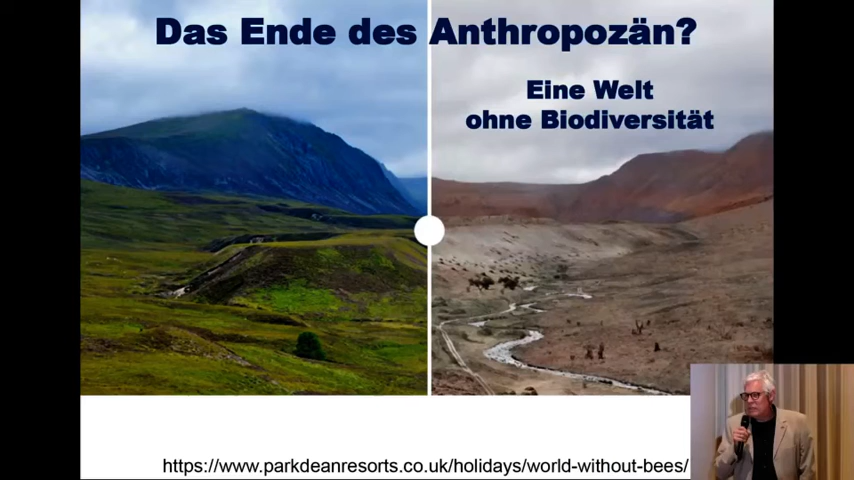 Das Ende des Anthropozän?
Eine Welt
ohne Biodiversität
https://www.parkdeanresorts.co.uk/holidays/world-without-bees/